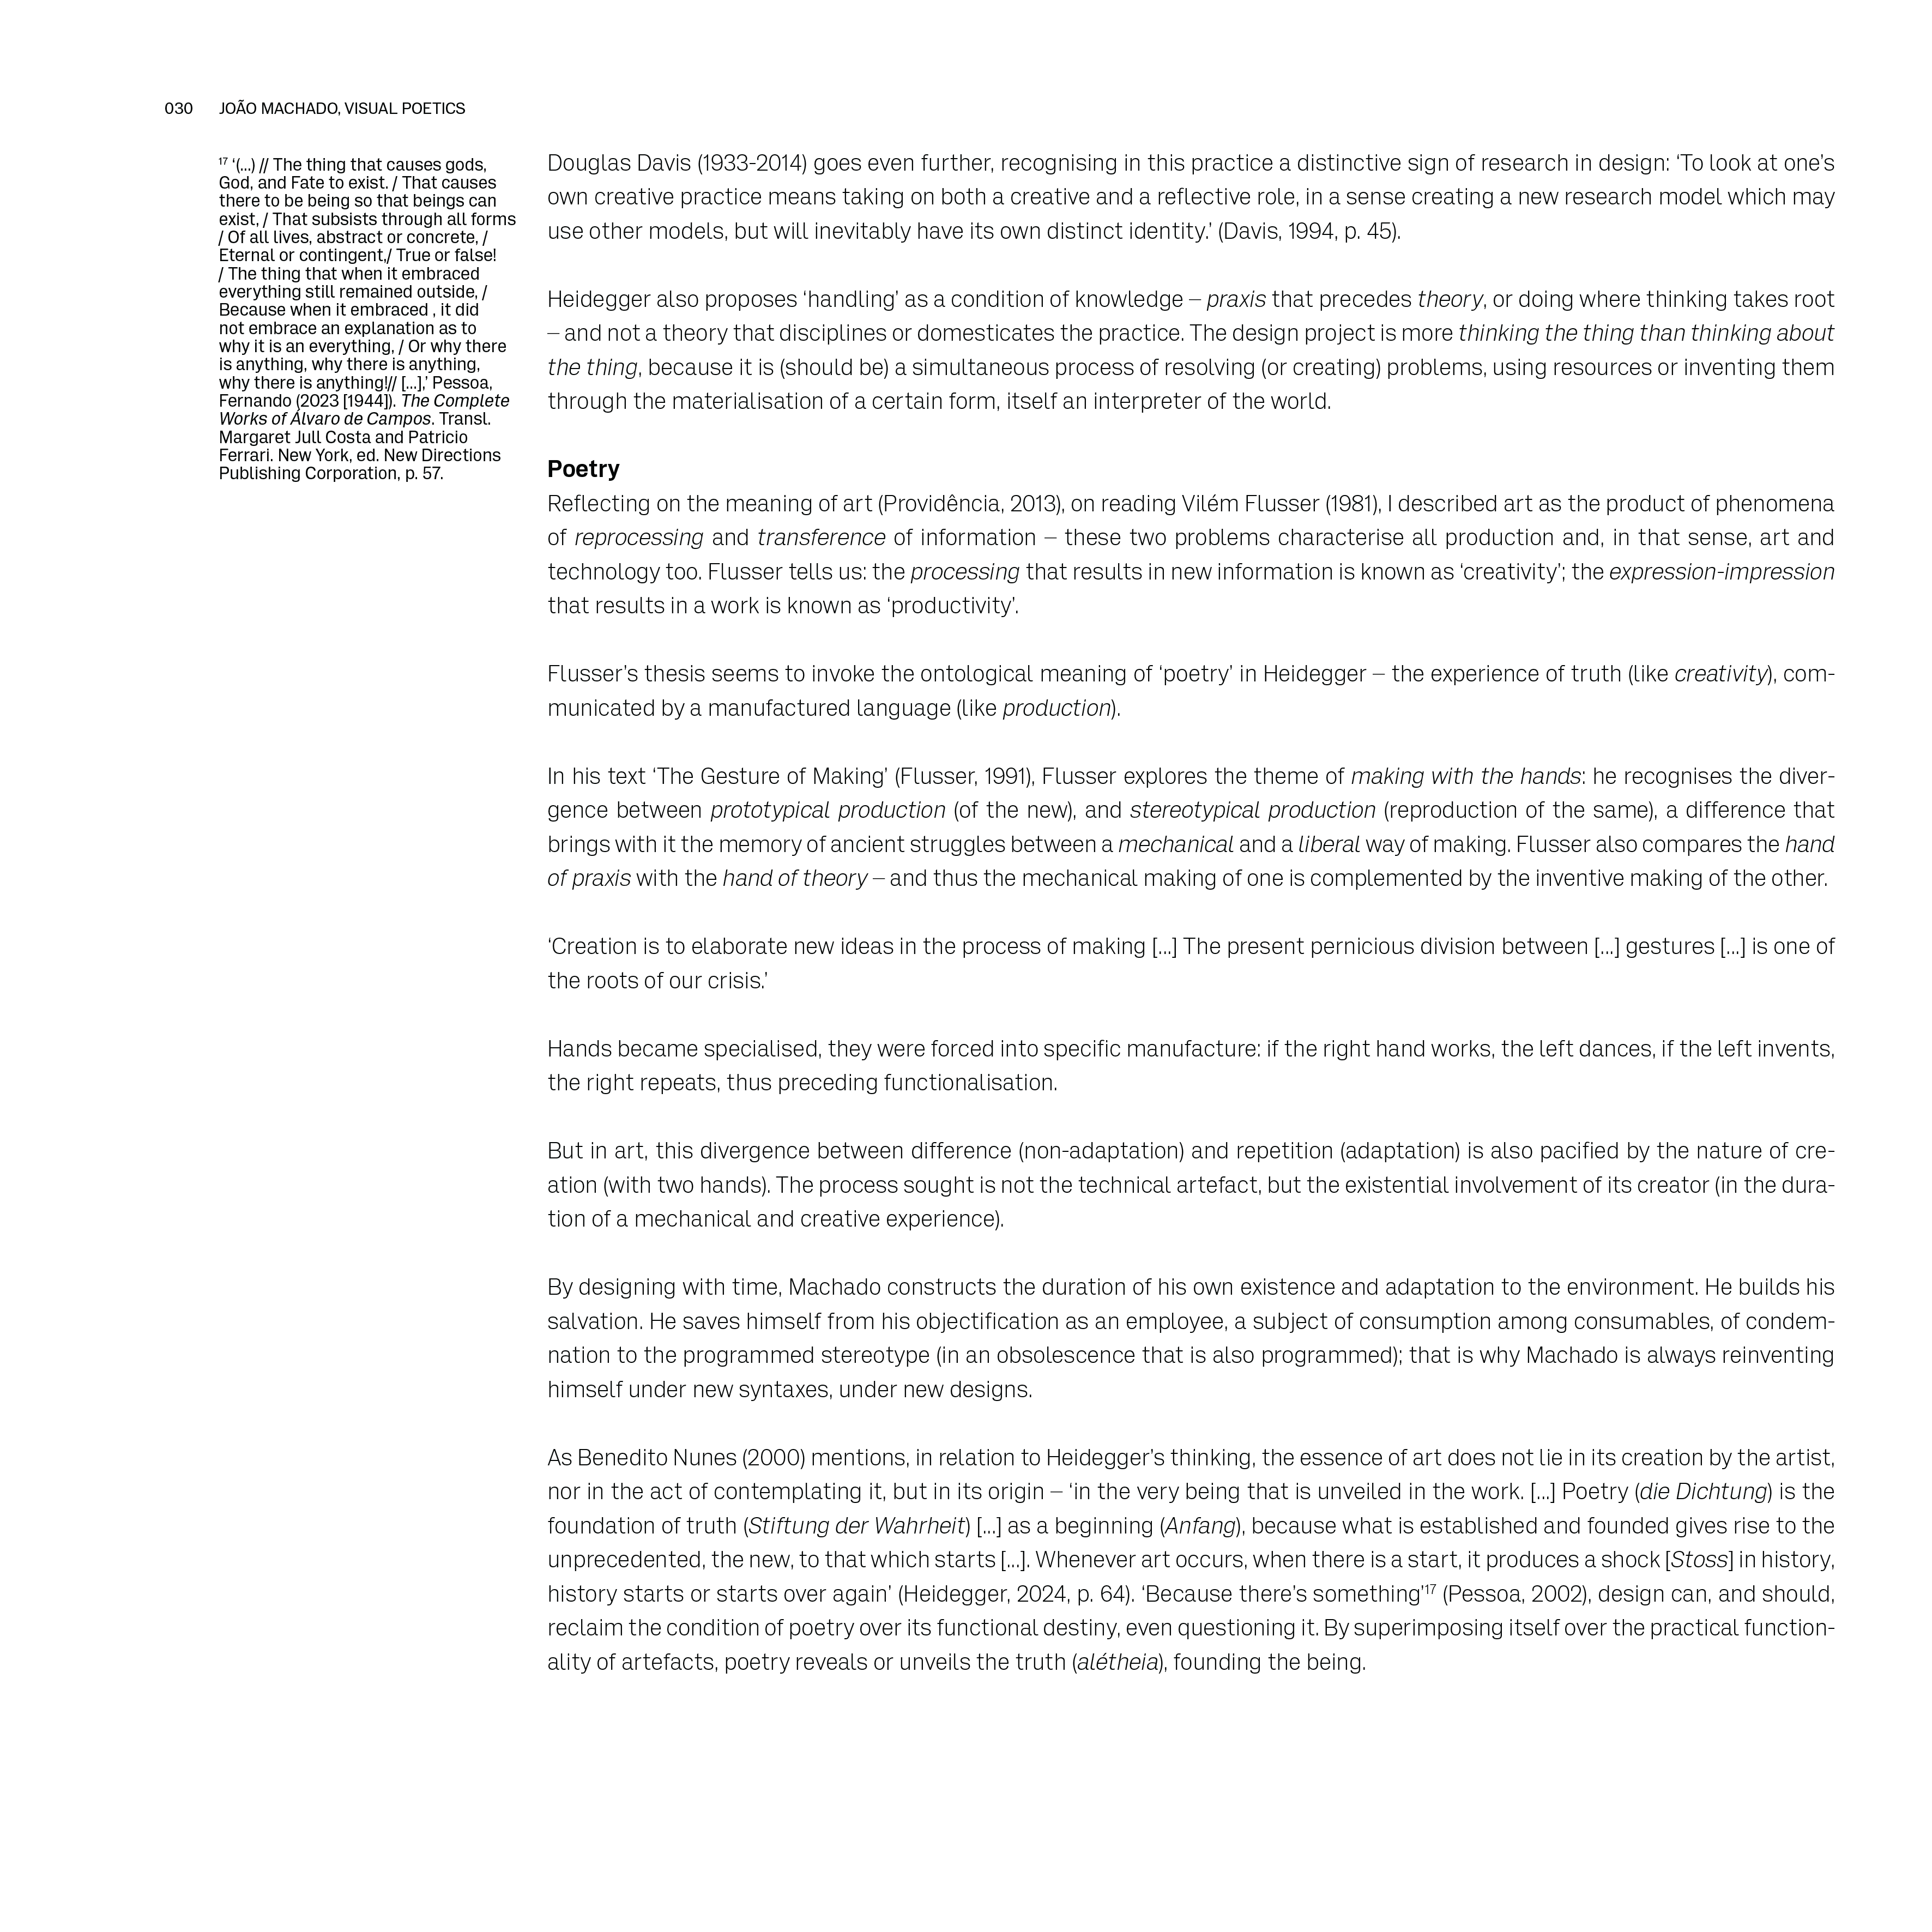 030 JOÃO MACHADO, VISUAL POETICS
17 ‘(...) // The thing that causes gods,
God, and Fate to exist. / That causes
there to be being so that beings can
exist, / That subsists through all forms
/ Of all lives, abstract or concrete, /
Eternal or contingent,/ True or false!
/ The thing that when it embraced
everything still remained outside, /
Because when it embraced , it did
not embrace an explanation as to
why it is an everything, / Or why there
is anything, why there is anything,
why there is anything!// [...],’ Pessoa,
Fernando (2023 [1944]). The Complete
Works of Álvaro de Campos. Transl.
Margaret Jull Costa and Patricio
Ferrari. New York, ed. New Directions
Publishing Corporation, p. 57.
Douglas Davis (1933-2014) goes even further, recognising in this practice a distinctive sign of research in design: ‘To look at one’s
own creative practice means taking on both a creative and a reflective role, in a sense creating a new research model which may
use other models, but will inevitably have its own distinct identity.’ (Davis, 1994, p. 45).
Heidegger also proposes ‘handling’ as a condition of knowledge – praxis that precedes theory, or doing where thinking takes root
– and not a theory that disciplines or domesticates the practice. The design project is more thinking the thing than thinking about
the thing, because it is (should be) a simultaneous process of resolving (or creating) problems, using resources or inventing them
through the materialisation of a certain form, itself an interpreter of the world.
Poetry
Reflecting on the meaning of art (Providência, 2013), on reading Vilém Flusser (1981), I described art as the product of phenomena
of reprocessing and transference of information – these two problems characterise all production and, in that sense, art and
technology too. Flusser tells us: the processing that results in new information is known as ‘creativity’; the expression-impression
that results in a work is known as ‘productivity’.
Flusser’s thesis seems to invoke the ontological meaning of ‘poetry’ in Heidegger – the experience of truth (like creativity), com-
municated by a manufactured language (like production).
In his text ‘The Gesture of Making’ (Flusser, 1991), Flusser explores the theme of making with the hands: he recognises the diver-
gence between prototypical production (of the new), and stereotypical production (reproduction of the same), a difference that
brings with it the memory of ancient struggles between a mechanical and a liberal way of making. Flusser also compares the hand
of praxis with the hand of theory – and thus the mechanical making of one is complemented by the inventive making of the other.
‘Creation is to elaborate new ideas in the process of making [...] The present pernicious division between [...] gestures [...] is one of
the roots of our crisis.’
Hands became specialised, they were forced into specific manufacture: if the right hand works, the left dances, if the left invents,
the right repeats, thus preceding functionalisation.
But in art, this divergence between difference (non-adaptation) and repetition (adaptation) is also pacified by the nature of cre-
ation (with two hands). The process sought is not the technical artefact, but the existential involvement of its creator (in the dura-
tion of a mechanical and creative experience).
By designing with time, Machado constructs the duration of his own existence and adaptation to the environment. He builds his
salvation. He saves himself from his objectification as an employee, a subject of consumption among consumables, of condem-
nation to the programmed stereotype (in an obsolescence that is also programmed); that is why Machado is always reinventing
himself under new syntaxes, under new designs.
As Benedito Nunes (2000) mentions, in relation to Heidegger’s thinking, the essence of art does not lie in its creation by the artist,
nor in the act of contemplating it, but in its origin – ‘in the very being that is unveiled in the work. [...] Poetry (die Dichtung) is the
foundation of truth (Stiftung der Wahrheit) [...] as a beginning (Anfang), because what is established and founded gives rise to the
unprecedented, the new, to that which starts [...]. Whenever art occurs, when there is a start, it produces a shock [Stoss] in history,
history starts or starts over again’ (Heidegger, 2024, p. 64). ‘Because there’s something’17 (Pessoa, 2002), design can, and should,
reclaim the condition of poetry over its functional destiny, even questioning it. By superimposing itself over the practical function-
ality of artefacts, poetry reveals or unveils the truth (alétheia), founding the being.